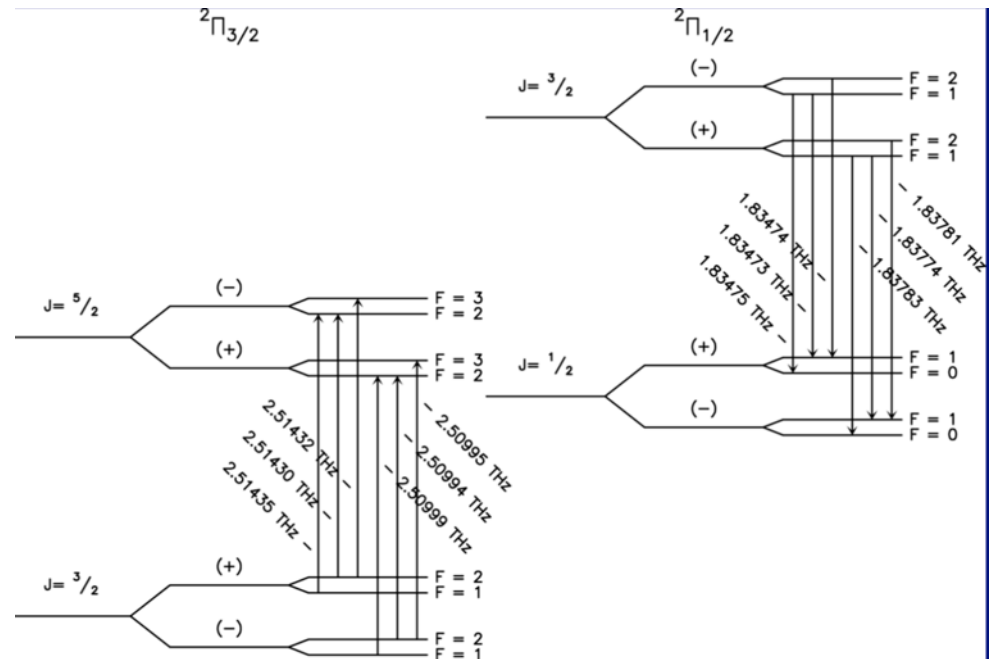 ²Π₃/₂
²Π₁/₂
J= ³/₂
(−)
F = 2
F = 1
(+)
F = 2
F = 1
1.83474 THz
1.83473 THz
1.83475 THz
1.83781 THz
1.83774 THz
1.83783 THz
J= ¹/₂
(+)
F = 1
F = 0
(−)
F = 1
F = 0
J= ⁵/₂
(−)
F = 3
F = 2
(+)
F = 3
F = 2
2.51432 THz
2.51430 THz
2.51435 THz
2.50995 THz
2.50994 THz
2.50999 THz
J= ³/₂
(+)
F = 2
F = 1
(−)
F = 2
F = 1